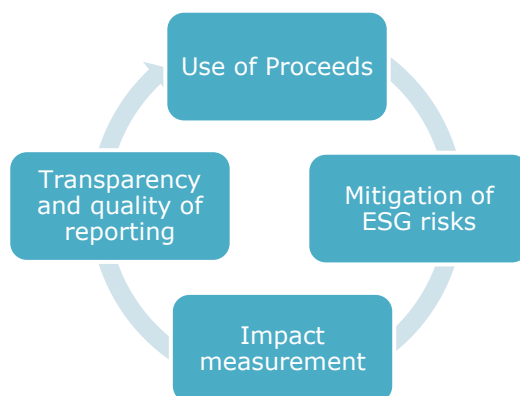 Use of Proceeds
Mitigation of
ESG risks
Impact
measurement
Transparency
and quality of
reporting